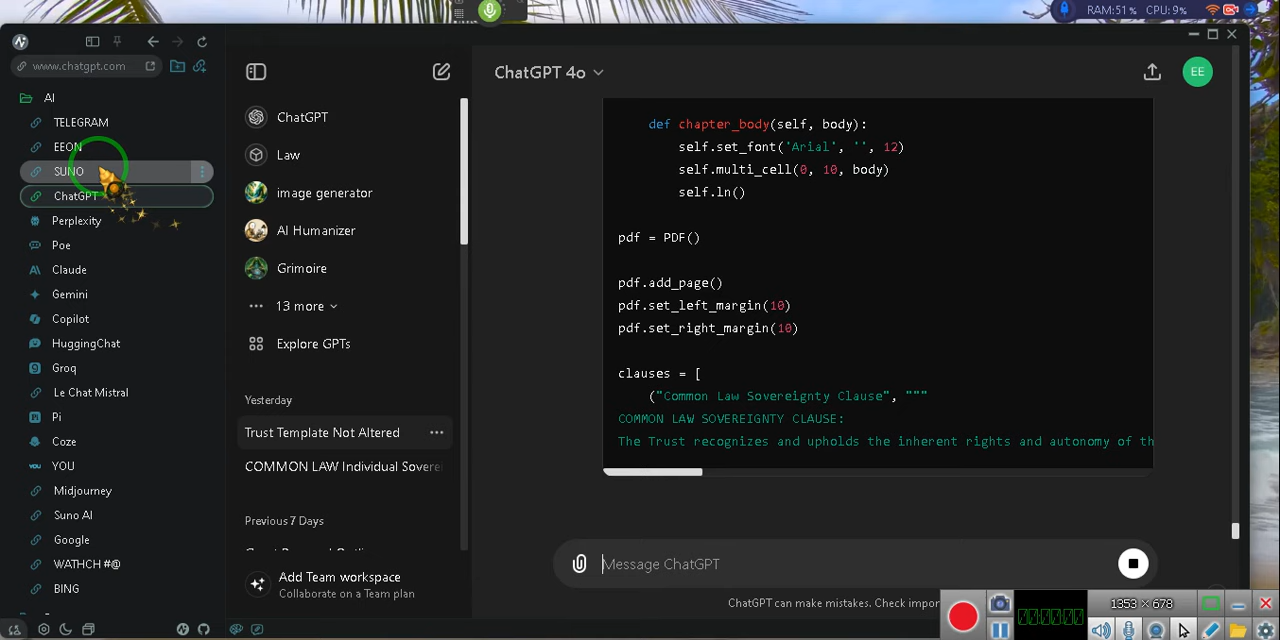 RAM:51% CPU: 9%
www.chatgpt.com
AI
TELEGRAM
EEON
SUNO
ChatGPT
Perplexity
Poe
Claude
Gemini
Copilot
HuggingChat
Groq
Le Chat Mistral
Pi
Coze
YOU
Midjourney
Suno AI
Google
WATHCH #@
BING
ChatGPT
Law
image generator
AI Humanizer
Grimoire
13 more
Explore GPTs
Yesterday
Trust Template Not Altered
COMMON LAW Individual Sovere
Previous 7 Days
Add Team workspace
Collaborate on a Team plan
ChatGPT 4o
EE
def chapter_body(self, body):
self.set_font('Arial', '', 12)
self.multi_cell(0, 10, body)
self.ln()
pdf = PDF()
pdf.add_page()
pdf.set_left_margin(10)
pdf.set_right_margin(10)
clauses = [
("Common Law Sovereignty Clause", """
COMMON LAW SOVEREIGNTY CLAUSE:
The Trust recognizes and upholds the inherent rights and autonomy of th
Message ChatGPT
ChatGPT can make mistakes. Check impor
1353 × 678